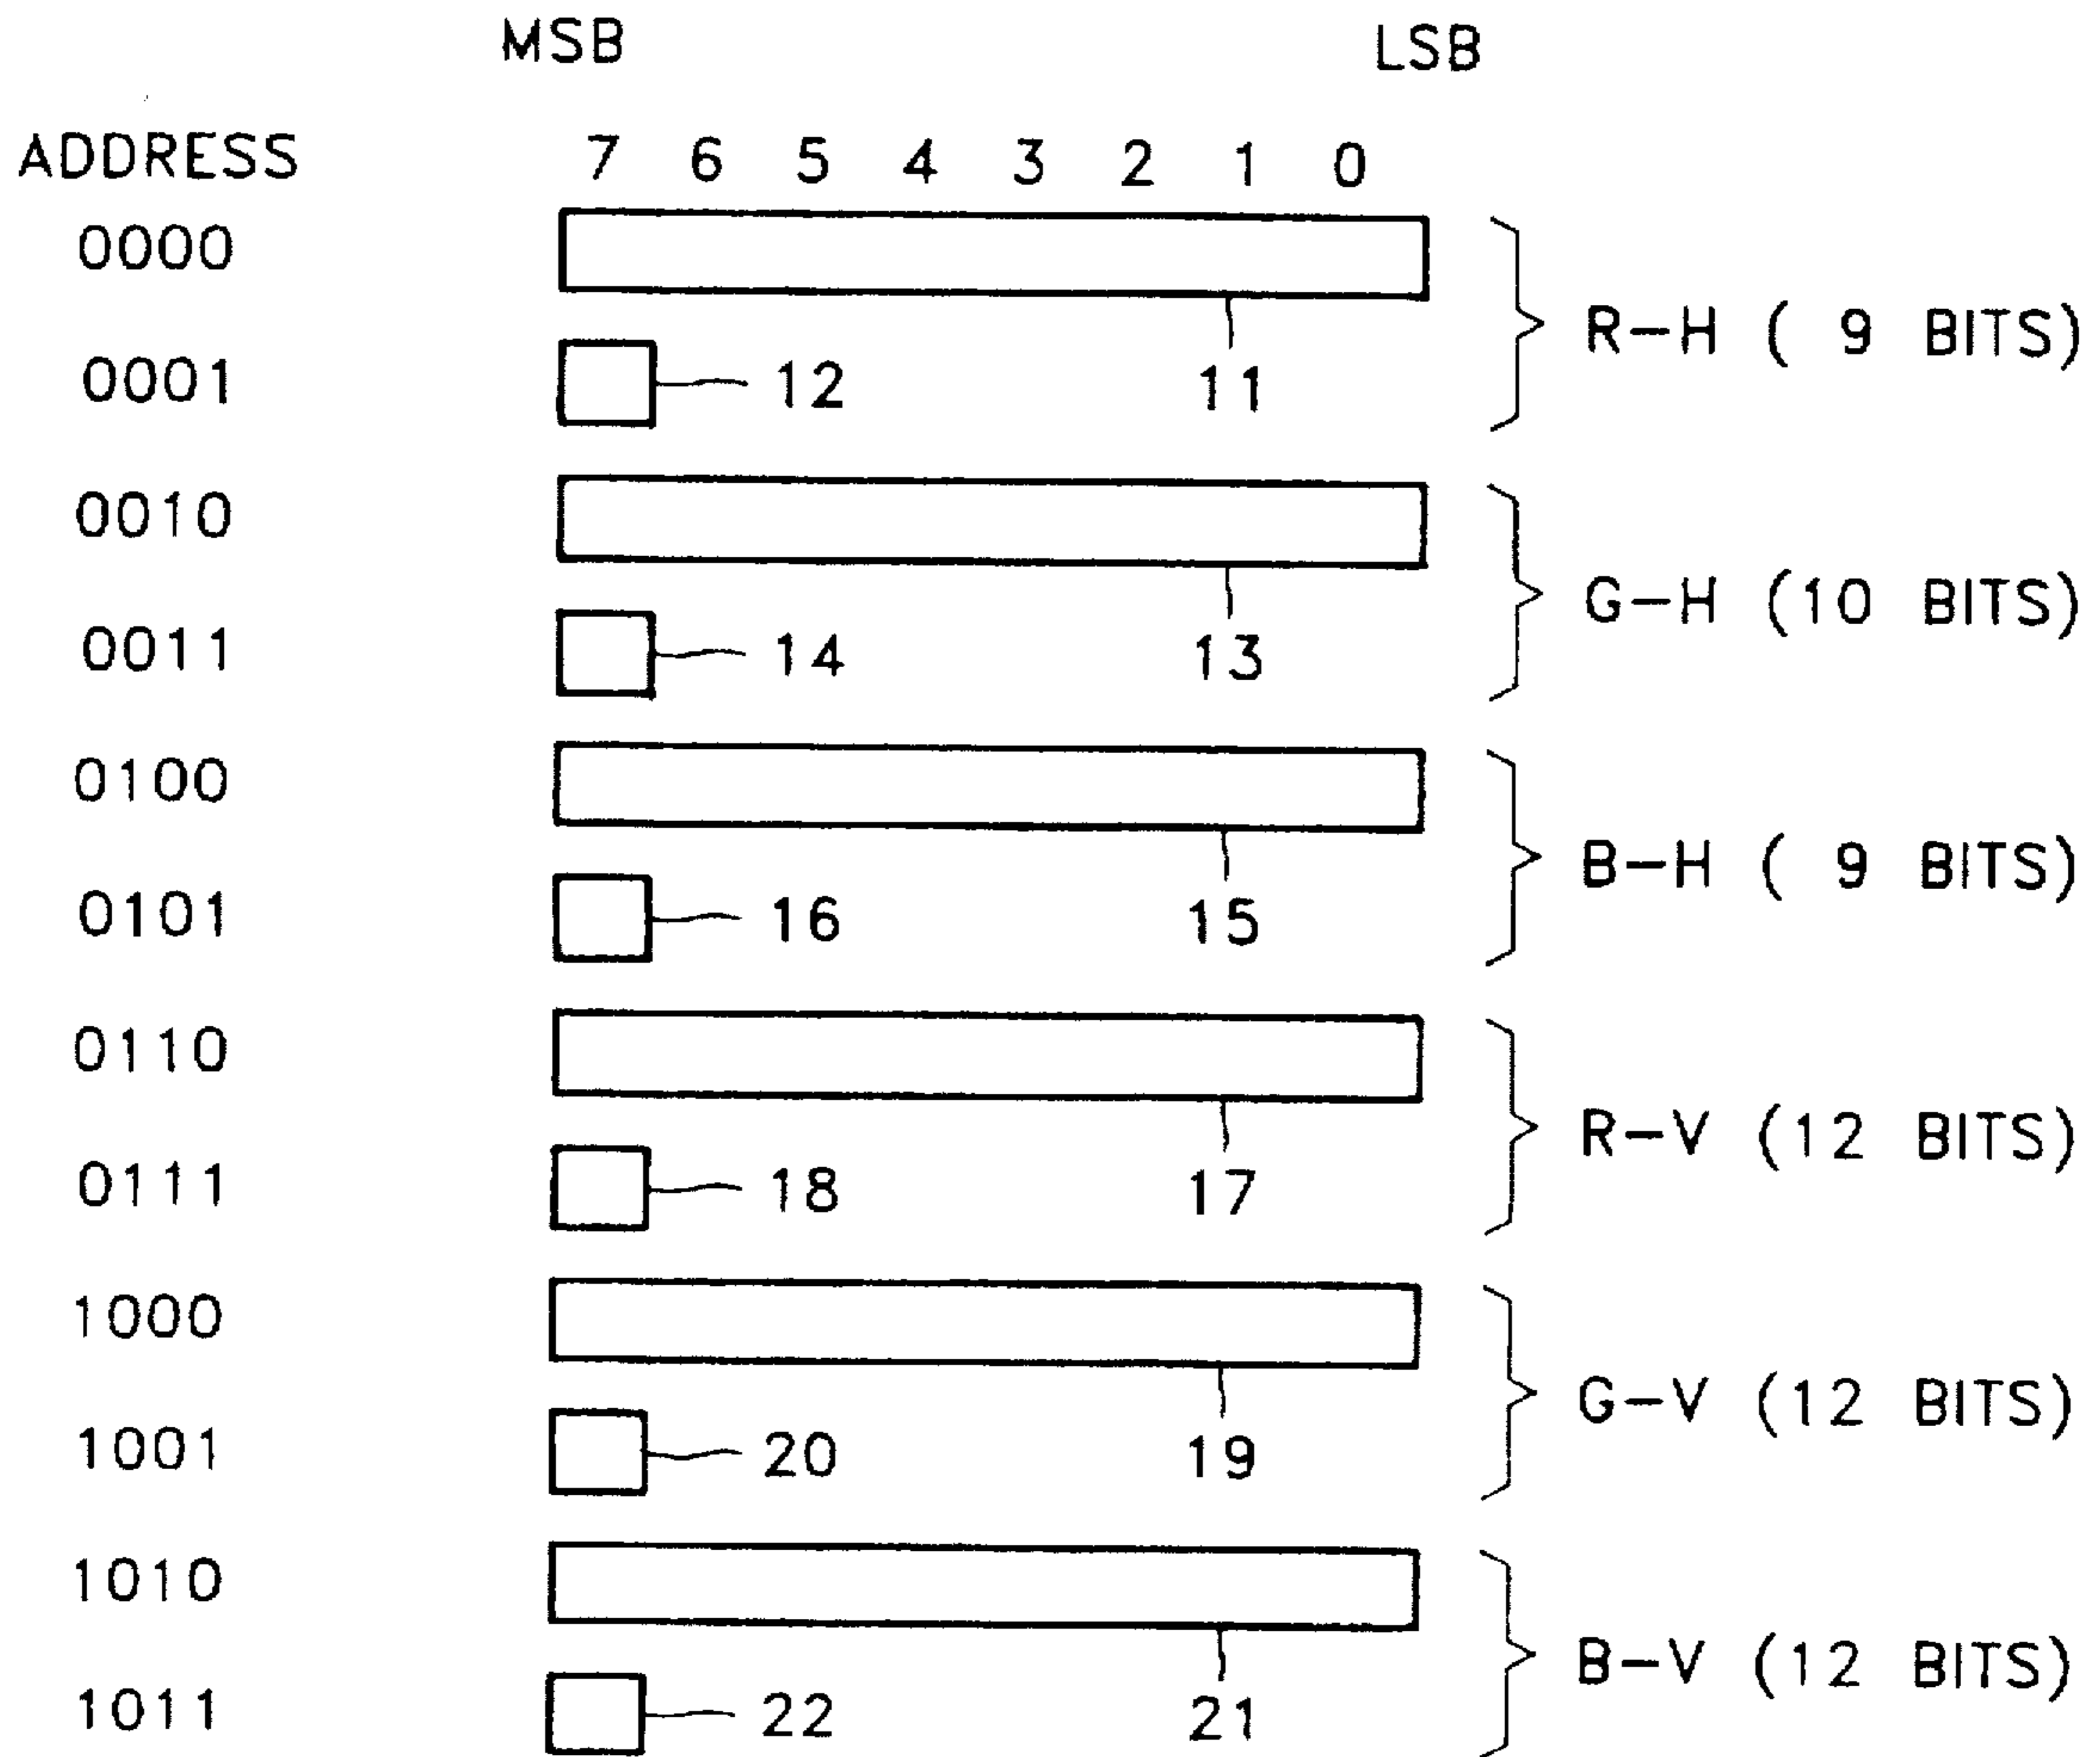 MSB LSB
ADDRESS 7 6 5 4 3 2 1 0
0000
R-H ( 9 BITS)
0001 12 11
0010
G-H (10 BITS)
0011 14 13
0100
B-H ( 9 BITS)
0101 16 15
0110
R-V (12 BITS)
0111 18 17
1000
G-V (12 BITS)
1001 20 19
1010
B-V (12 BITS)
1011 22 21